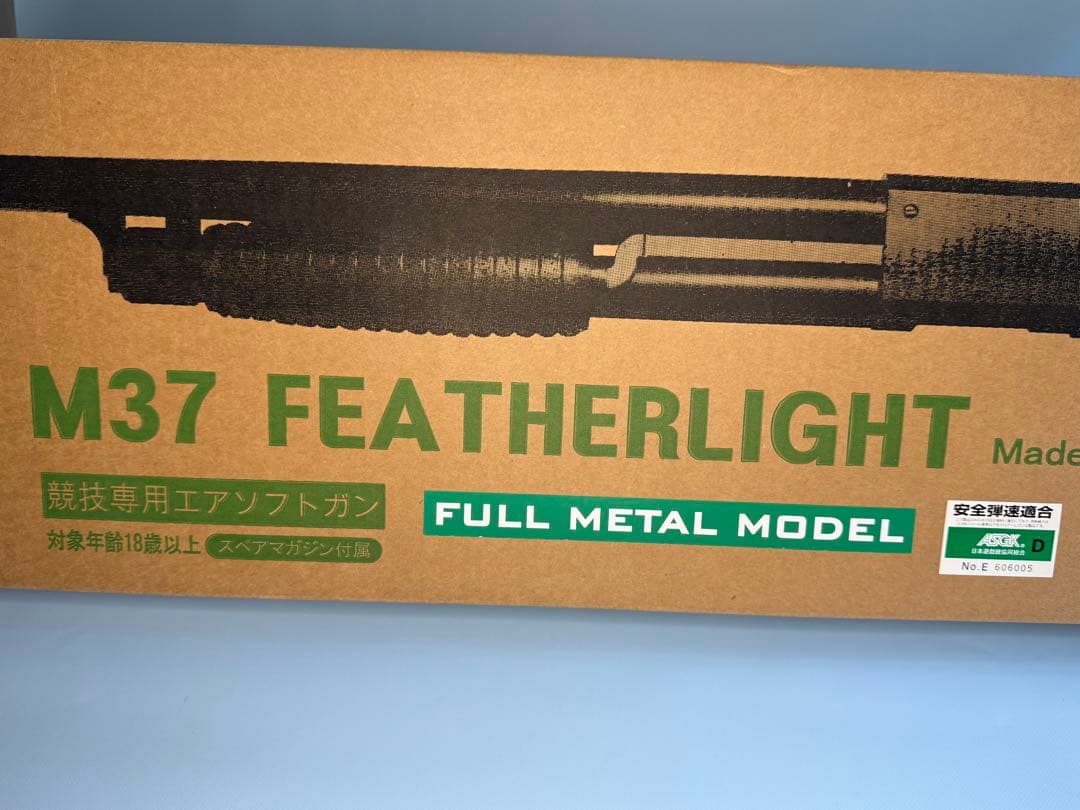 M37 FEATHERLIGHT Made
競技専用エアソフトガン
対象年齢18歳以上 スペアマガジン付属
FULL METAL MODEL
安全弾速適合
ASGK. D
日本遊戯銃協同組合
No.E 606005